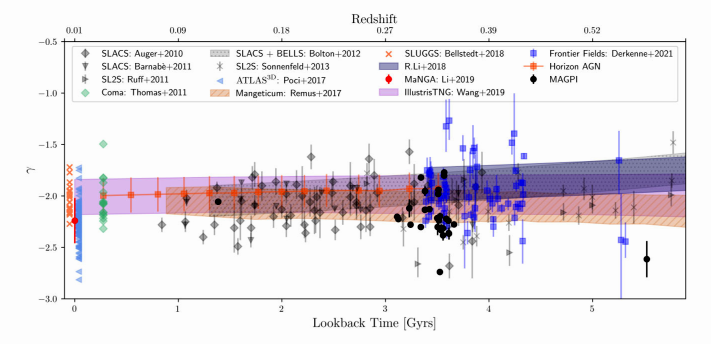 Redshift
0.01 0.09 0.18 0.27 0.39 0.52
−0.5
SLACS: Auger+2010 SLACS + BELLS: Bolton+2012 SLUGGS: Bellstedt+2018 Frontier Fields: Derkenne+2021
SLACS: Barnabè+2011 SL2S: Sonnenfeld+2013 R.Li+2018 Horizon AGN
SL2S: Ruff+2011 ATLAS3D: Poci+2017 MaNGA: Li+2019 MAGPI
Coma: Thomas+2011 Mangeticum: Remus+2017 IllustrisTNG: Wang+2019
−1.0
−1.5
γ
−2.0
−2.5
−3.0
0 1 2 3 4 5
Lookback Time [Gyrs]